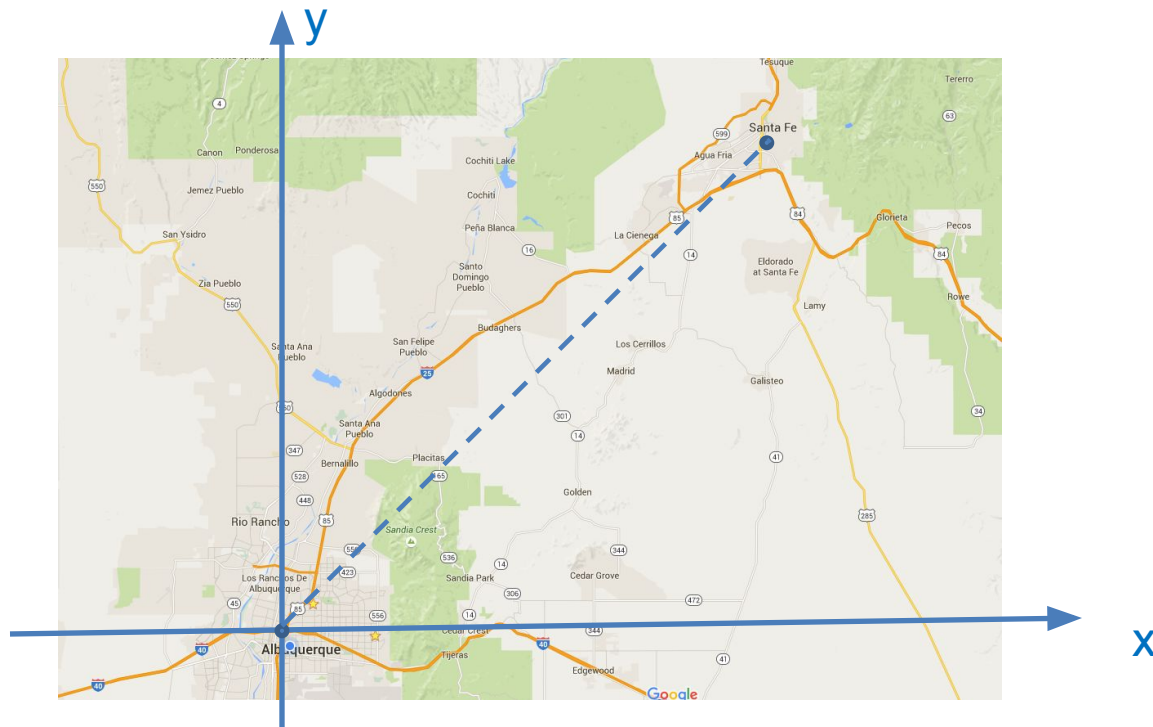 y
Tesuque
Tererro
4
63
Santa Fe
599
Canon
Ponderosa
Agua Fria
Cochiti Lake
550
Jemez Pueblo
Cochiti
85
84
Gloneta
Pecos
San Ysidro
Peña Blanca
La Cienega
16
14
84
Eldorado
at Santa Fe
Santo
Domingo
Pueblo
Zia Pueblo
550
Rowe
Lamy
Budaghers
San Felipe
Pueblo
Santa Ana
Pueblo
Los Cerrillos
25
Madrid
Galisteo
Algodones
34
301
Santa Ana
Pueblo
14
347
41
Bernalillo
Placitas
165
528
Golden
448
285
Rio Rancho
85
Sandia Crest
344
536
14
423
Sandia Park
Cedar Grove
Los Ranchos De
Albuquerque
306
472
45
85
556
14
Cedar Crest
344
40
Albuquerque
40
Tijeras
41
Edgewood
40
Google
x